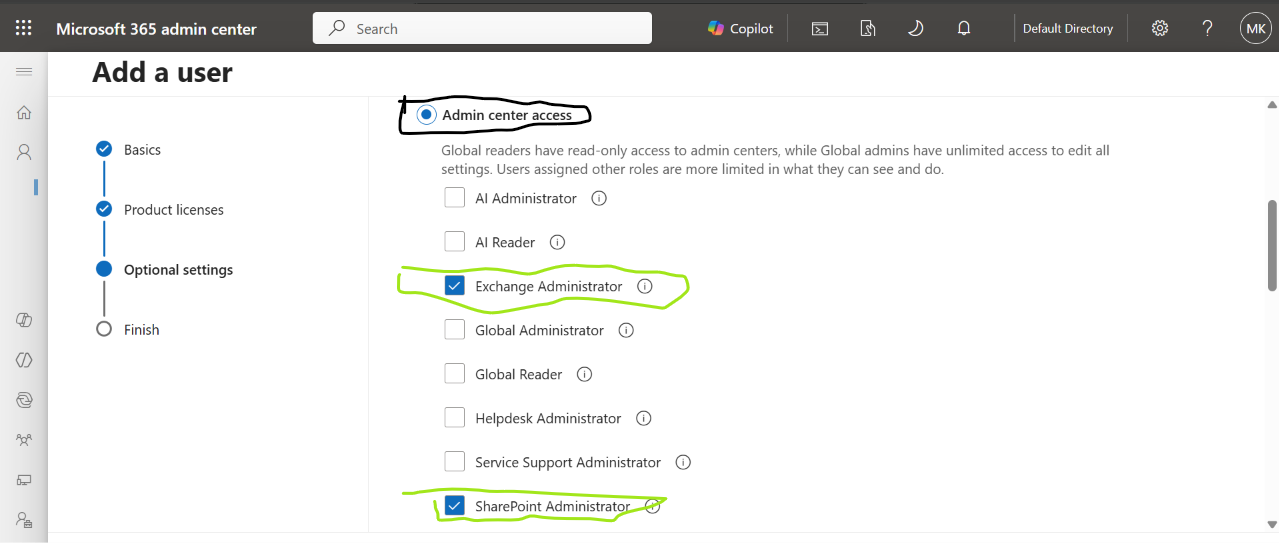 Microsoft 365 admin center
Search
Copilot
Default Directory
MK
Add a user
Basics
Product licenses
Optional settings
Finish
Admin center access
Global readers have read-only access to admin centers, while Global admins have unlimited access to edit all
settings. Users assigned other roles are more limited in what they can see and do.
AI Administrator
AI Reader
Exchange Administrator
Global Administrator
Global Reader
Helpdesk Administrator
Service Support Administrator
SharePoint Administrator